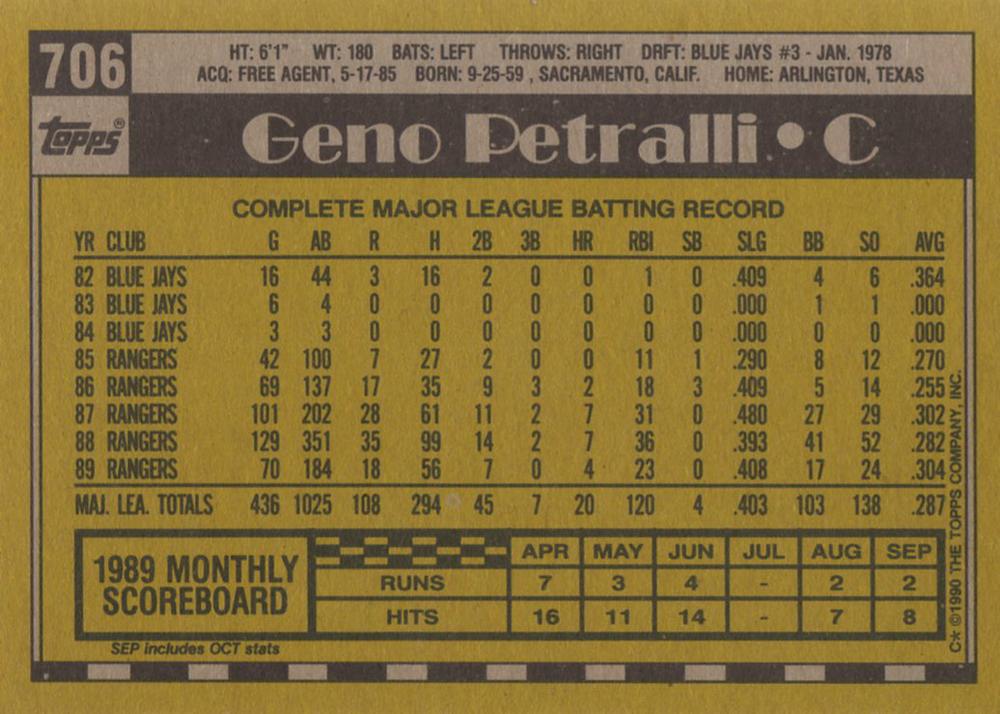 706
HT: 6'1" WT: 180 BATS: LEFT THROWS: RIGHT DRFT: BLUE JAYS #3 - JAN. 1978
ACQ: FREE AGENT, 5-17-85 BORN: 9-25-59 , SACRAMENTO, CALIF. HOME: ARLINGTON, TEXAS
topps®
Geno Petralli • C
COMPLETE MAJOR LEAGUE BATTING RECORD
YR CLUB G AB R H 2B 3B HR RBI SB SLG BB SO AVG
82 BLUE JAYS 16 44 3 16 2 0 0 1 0 .409 4 6 .364
83 BLUE JAYS 6 4 0 0 0 0 0 0 0 .000 1 1 .000
84 BLUE JAYS 3 3 0 0 0 0 0 0 0 .000 0 0 .000
85 RANGERS 42 100 7 27 2 0 0 11 1 .290 8 12 .270
86 RANGERS 69 137 17 35 9 3 2 18 3 .409 5 14 .255
87 RANGERS 101 202 28 61 11 2 7 31 0 .480 27 29 .302
88 RANGERS 129 351 35 99 14 2 7 36 0 .393 41 52 .282
89 RANGERS 70 184 18 56 7 0 4 23 0 .408 17 24 .304
MAJ. LEA. TOTALS 436 1025 108 294 45 7 20 120 4 .403 103 138 .287
1989 MONTHLY
SCOREBOARD
APR MAY JUN JUL AUG SEP
RUNS 7 3 4 - 2 2
HITS 16 11 14 - 7 8
SEP includes OCT stats
C* ©1990 THE TOPPS COMPANY, INC.